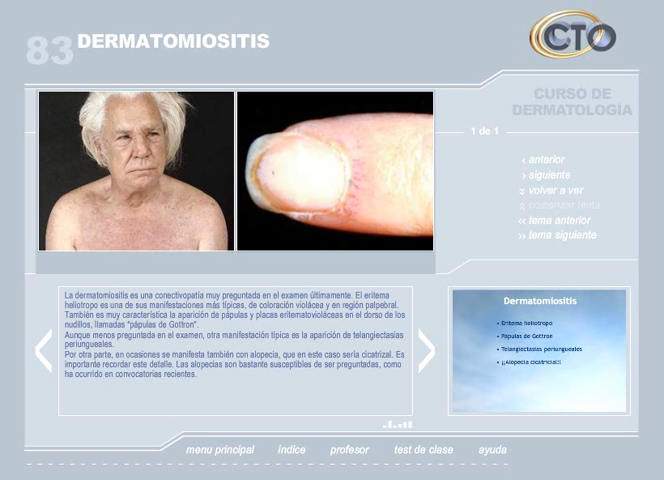 83 DERMATOMIOSITIS
CTO
CURSO DE
DERMATOLOGÍA
1 de 1
‹ anterior
› siguiente
volver a ver
comenzar tema
‹‹ tema anterior
›› tema siguiente
La dermatomiositis es una conectivopatía muy preguntada en el examen últimamente. El eritema
heliotropo es una de sus manifestaciones más típicas, de coloración violácea y en región palpebral.
También es muy característica la aparición de pápulas y placas eritematovioláceas en el dorso de los
nudillos, llamadas "pápulas de Gottron".
Aunque menos preguntada en el examen, otra manifestación típica es la aparición de telangiectasias
periungueales.
Por otra parte, en ocasiones se manifesta también con alopecia, que en este caso sería cicatrizal. Es
importante recordar este detalle. Las alopecias son bastante susceptibles de ser preguntadas, como
ha ocurrido en convocatorias recientes.
Dermatomiositis
• Eritema heliotropo
• Pápulas de Gottron
• Telangiectasias periungueales
• ¡¡Alopecia cicatricial!!
menu principal índice profesor test de clase ayuda